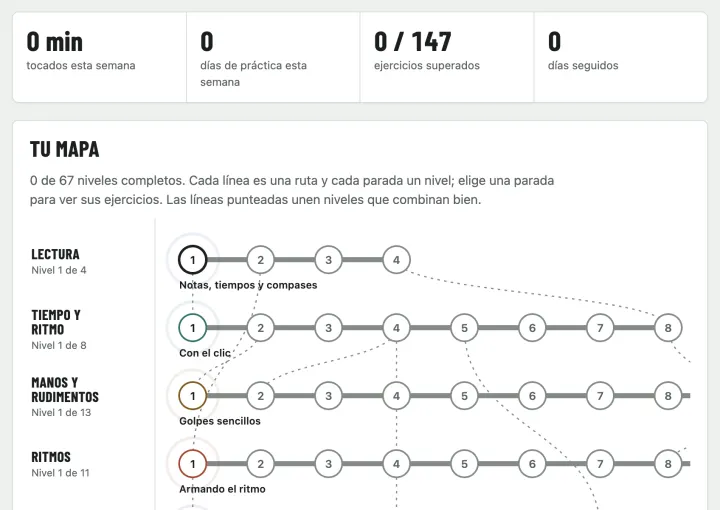 0 min
tocados esta semana
0
días de práctica esta
semana
0 / 147
ejercicios superados
0
días seguidos
TU MAPA
0 de 67 niveles completos. Cada línea es una ruta y cada parada un nivel; elige una parada
para ver sus ejercicios. Las líneas punteadas unen niveles que combinan bien.
LECTURA
Nivel 1 de 4
1 2 3 4
Notas, tiempos y compases
TIEMPO Y
RITMO
Nivel 1 de 8
1 2 3 4 5 6 7 8
Con el clic
MANOS Y
RUDIMENTOS
Nivel 1 de 13
1 2 3 4 5 6 7 8
Golpes sencillos
RITMOS
Nivel 1 de 11
1 2 3 4 5 6 7 8
Armando el ritmo